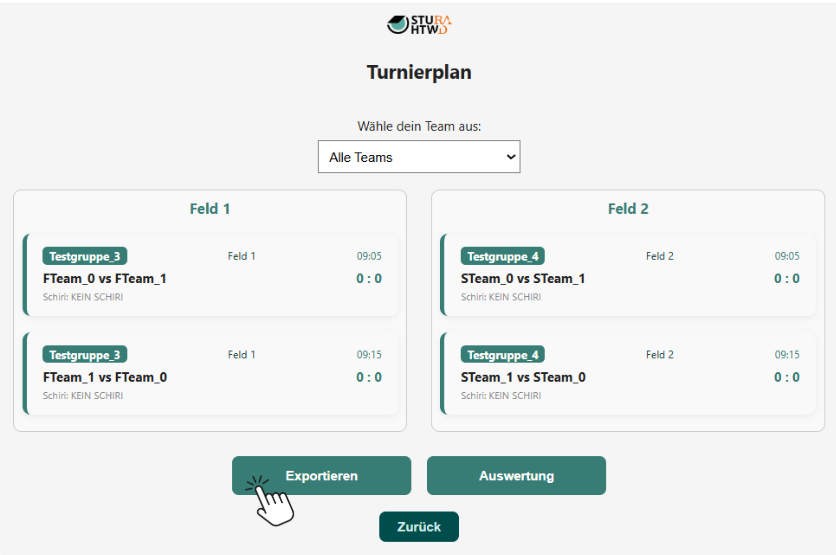 STURA
HTWD
Turnierplan
Wähle dein Team aus:
Alle Teams
Feld 1
Testgruppe_3 Feld 1 09:05
FTeam_0 vs FTeam_1 0 : 0
Schiri: KEIN SCHIRI
Testgruppe_3 Feld 1 09:15
FTeam_1 vs FTeam_0 0 : 0
Schiri: KEIN SCHIRI
Feld 2
Testgruppe_4 Feld 2 09:05
STeam_0 vs STeam_1 0 : 0
Schiri: KEIN SCHIRI
Testgruppe_4 Feld 2 09:15
STeam_1 vs STeam_0 0 : 0
Schiri: KEIN SCHIRI
Exportieren Auswertung
Zurück